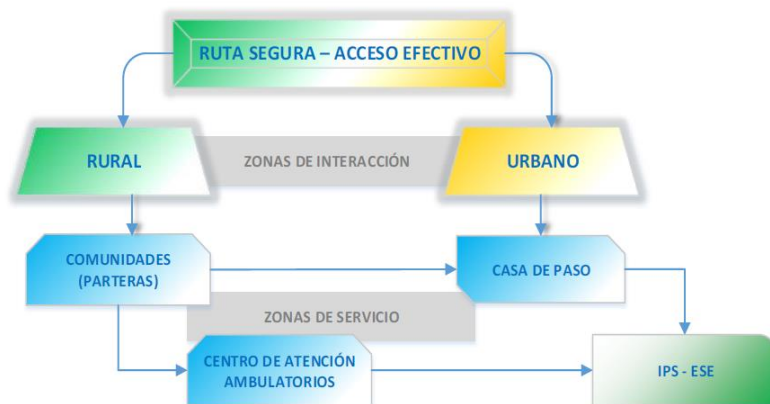 RUTA SEGURA – ACCESO EFECTIVO
RURAL
ZONAS DE INTERACCIÓN
URBANO
COMUNIDADES
(PARTERAS)
CASA DE PASO
ZONAS DE SERVICIO
CENTRO DE ATENCIÓN
AMBULATORIOS
IPS - ESE